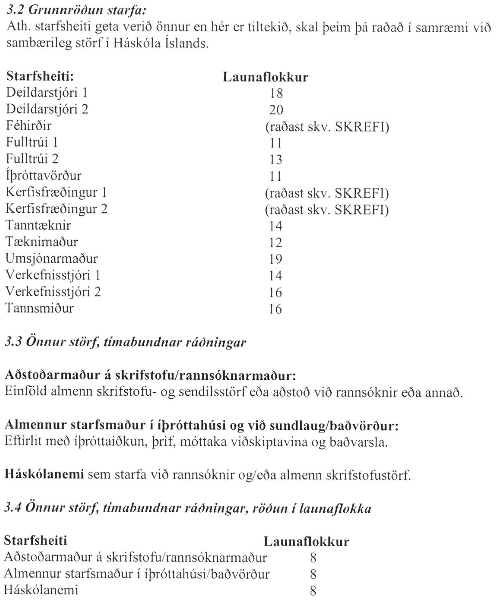 3.2 Grunnröðun starfa:
Ath. starfsheiti geta verið önnur en hér er tiltekið, skal þeim þá raðað í samræmi við
sambærileg störf í Háskóla Íslands.
Starfsheiti: Launaflokkur
Deildarstjóri 1 18
Deildarstjóri 2 20
Féhirðir (raðast skv. SKREFI)
Fulltrúi 1 11
Fulltrúi 2 13
Íþróttavörður 11
Kerfisfræðingur 1 (raðast skv. SKREFI)
Kerfisfræðingur 2 (raðast skv. SKREFI)
Tanntæknir 14
Tæknimaður 12
Umsjónarmaður 19
Verkefnisstjóri 1 14
Verkefnisstjóri 2 16
Tannsmiður 16
3.3 Önnur störf, tímabundnar ráðningar
Aðstoðarmaður á skrifstofu/rannsóknarmaður:
Einföld almenn skrifstofu- og sendilsstörf eða aðstoð við rannsóknir eða annað.
Almennur starfsmaður í íþróttahúsi og við sundlaug/baðvörður:
Eftirlit með íþróttaiðkun, þrif, móttaka viðskiptavina og baðvarsla.
Háskólanemi sem starfa við rannsóknir og/eða almenn skrifstofustörf.
3.4 Önnur störf, tímabundnar ráðningar, röðun í launaflokka
Starfsheiti Launaflokkur
Aðstoðarmaður á skrifstofu/rannsóknarmaður 8
Almennur starfsmaður í íþróttahúsi/baðvörður 8
Háskólanemi 8